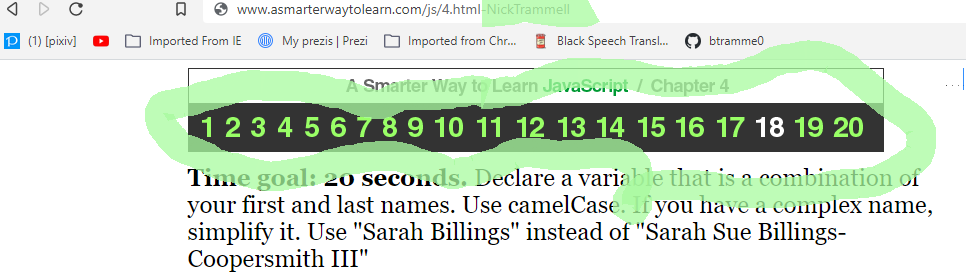 www.asmarterwaytolearn.com/js/4.html-NickTrammell
(1) [pixiv] Imported From IE My prezis | Prezi Imported from Chr... Black Speech Transl... btramme0
A Smarter Way to Learn JavaScript / Chapter 4
1 2 3 4 5 6 7 8 9 10 11 12 13 14 15 16 17 18 19 20
Time goal: 20 seconds. Declare a variable that is a combination of
your first and last names. Use camelCase. If you have a complex name,
simplify it. Use "Sarah Billings" instead of "Sarah Sue Billings-
Coopersmith III"